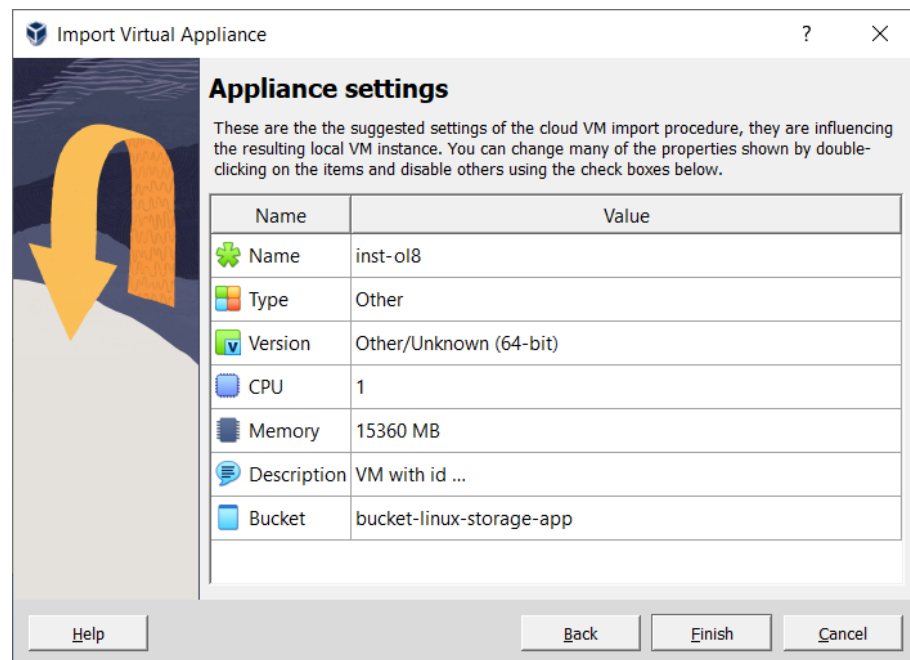 Import Virtual Appliance
?
Appliance settings
These are the the suggested settings of the cloud VM import procedure, they are influencing
the resulting local VM instance. You can change many of the properties shown by double-
clicking on the items and disable others using the check boxes below.
Name Value
Name inst-ol8
Type Other
v
Version Other/Unknown (64-bit)
CPU 1
Memory 15360 MB
Description VM with id ...
Bucket bucket-linux-storage-app
Help Back Finish Cancel